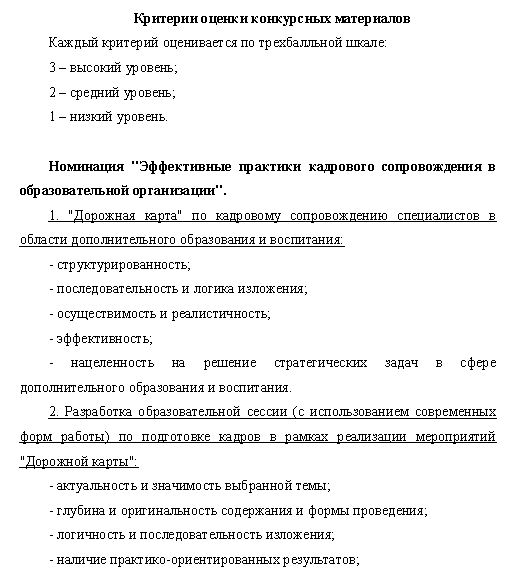 Критерии оценки конкурсных материалов
Каждый критерий оценивается по трехбалльной шкале:
3 – высокий уровень;
2 – средний уровень;
1 – низкий уровень.
Номинация "Эффективные практики кадрового сопровождения в
образовательной организации".
1. "Дорожная карта" по кадровому сопровождению специалистов в
области дополнительного образования и воспитания:
- структурированность;
- последовательность и логика изложения;
- осуществимость и реалистичность;
- эффективность;
- нацеленность на решение стратегических задач в сфере
дополнительного образования и воспитания.
2. Разработка образовательной сессии (с использованием современных
форм работы) по подготовке кадров в рамках реализации мероприятий
"Дорожной карты":
- актуальность и значимость выбранной темы;
- глубина и оригинальность содержания и формы проведения;
- логичность и последовательность изложения;
- наличие практико-ориентированных результатов;